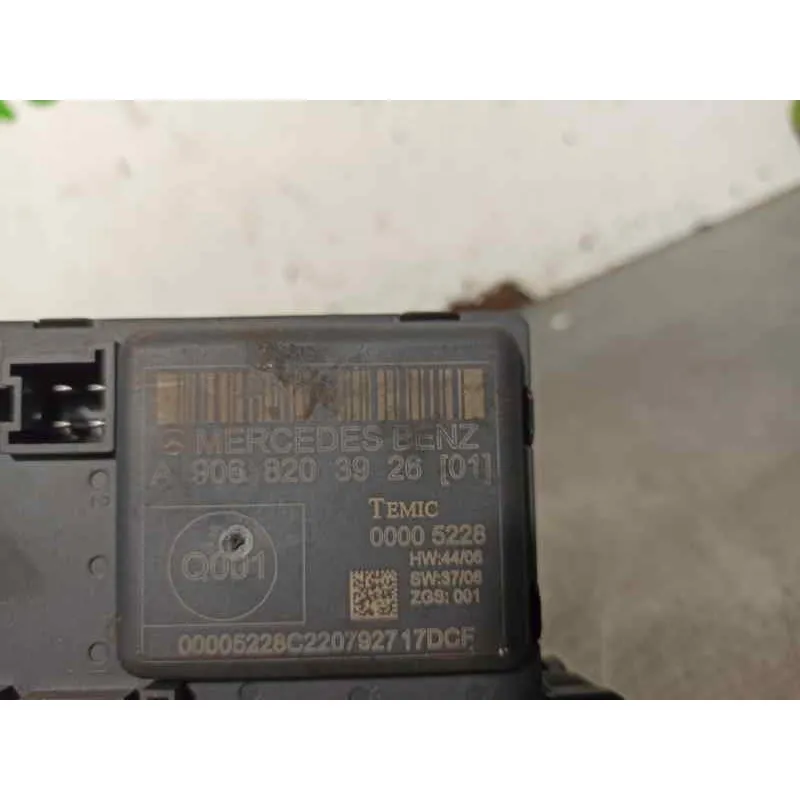 MERCEDES BENZ
A 906 820 39 26 [01]
TEMIC
0000 5228
HW:44/06
SW:37/06
ZGS: 001
Q001
00005228C220792717DCF
2